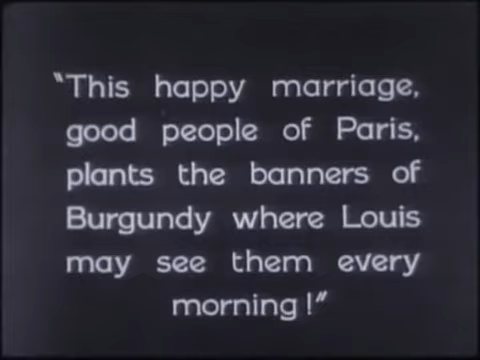 "This happy marriage,
good people of Paris,
plants the banners of
Burgundy where Louis
may see them every
morning!"